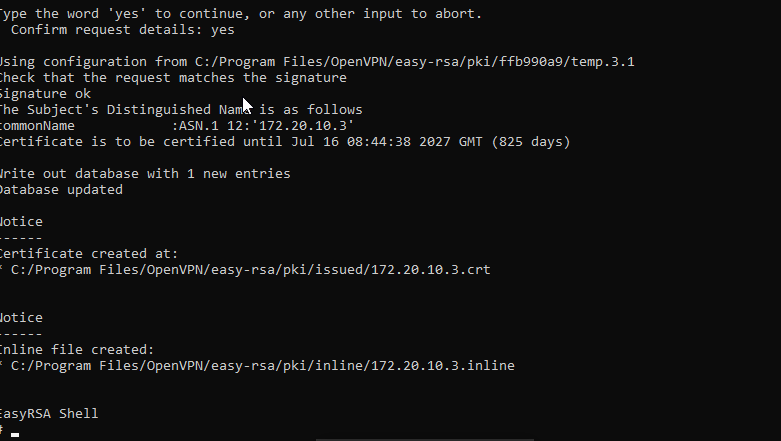 Type the word 'yes' to continue, or any other input to abort.
Confirm request details: yes
Using configuration from C:/Program Files/OpenVPN/easy-rsa/pki/ffb990a9/temp.3.1
Check that the request matches the signature
Signature ok
The Subject's Distinguished Name is as follows
commonName :ASN.1 12:'172.20.10.3'
Certificate is to be certified until Jul 16 08:44:38 2027 GMT (825 days)
Write out database with 1 new entries
Database updated
Notice
------
Certificate created at:
* C:/Program Files/OpenVPN/easy-rsa/pki/issued/172.20.10.3.crt
Notice
------
Inline file created:
* C:/Program Files/OpenVPN/easy-rsa/pki/inline/172.20.10.3.inline
EasyRSA Shell
#